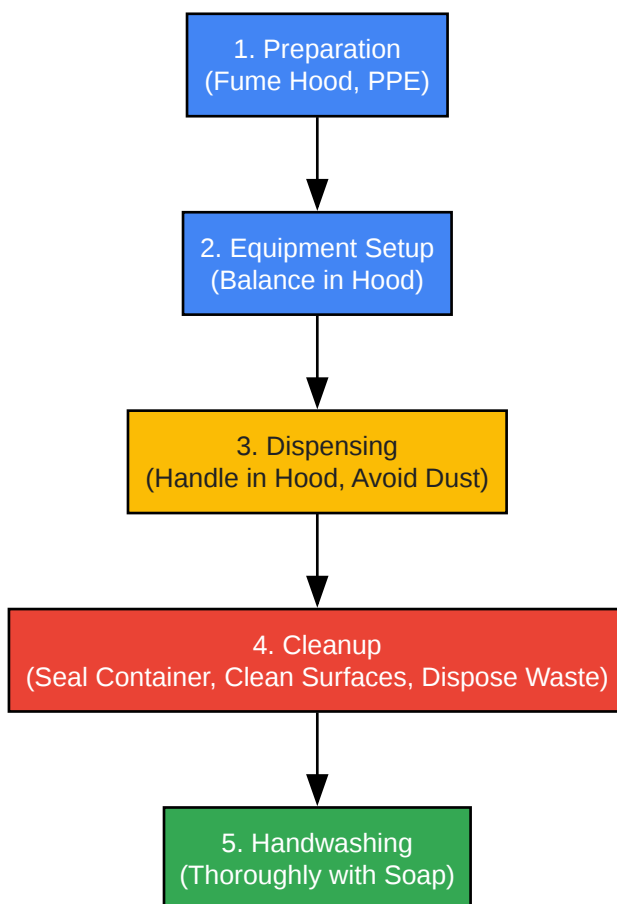 1. Preparation
(Fume Hood, PPE)
2. Equipment Setup
(Balance in Hood)
3. Dispensing
(Handle in Hood, Avoid Dust)
4. Cleanup
(Seal Container, Clean Surfaces, Dispose Waste)
5. Handwashing
(Thoroughly with Soap)